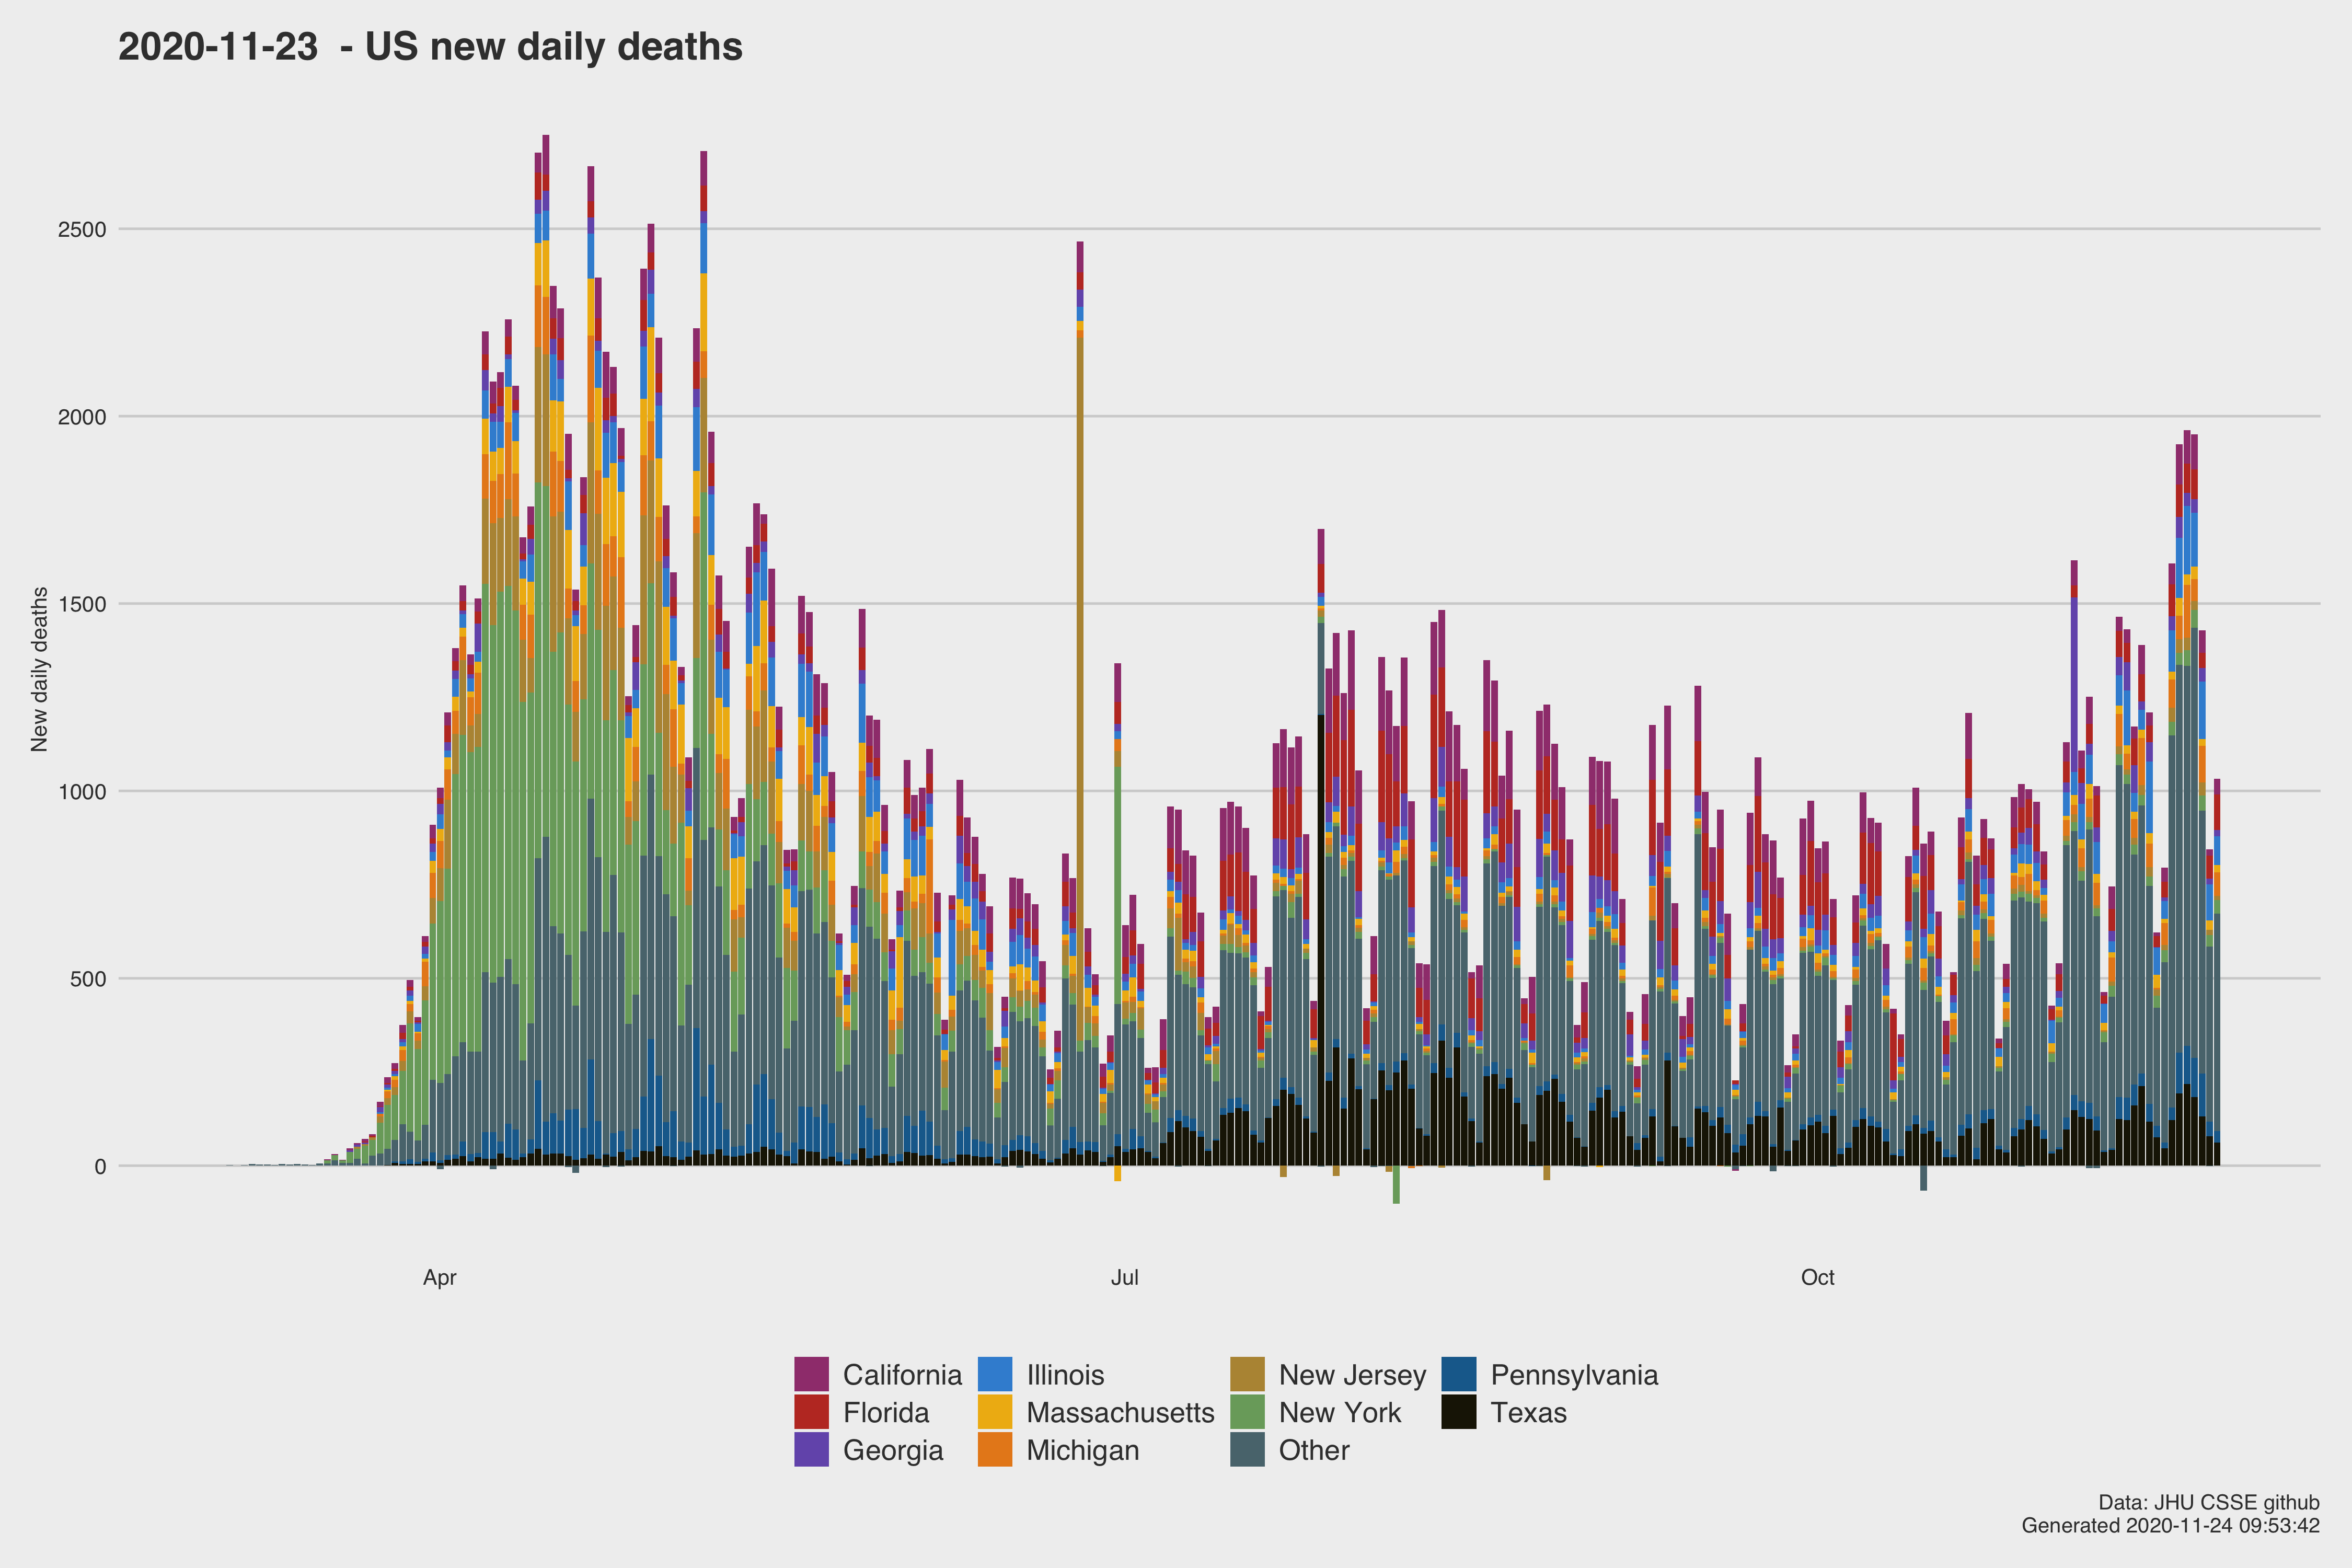 2020-11-23  - US new daily deaths
New daily deaths
2500
2000
1500
1000
500
0
Apr
Jul
Oct
California
Florida
Georgia
Illinois
Massachusetts
Michigan
New Jersey
New York
Other
Pennsylvania
Texas
Data: JHU CSSE github
Generated 2020-11-24 09:53:42